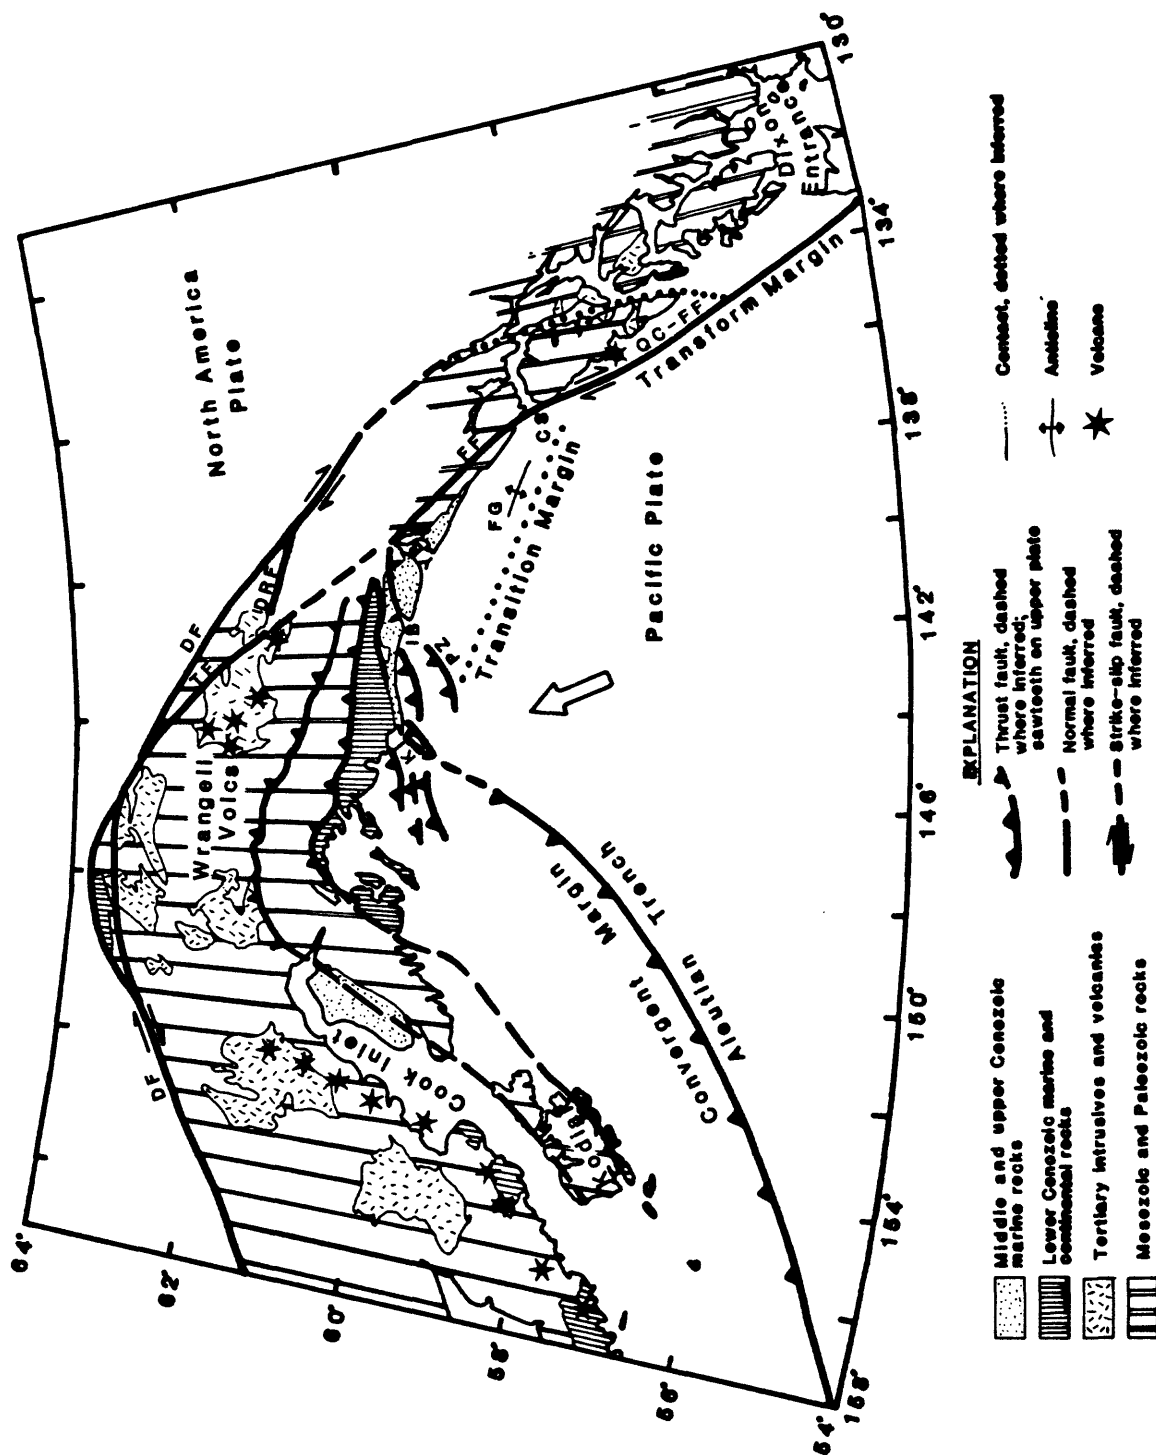 North America
Plate
Pacific Plate
Wrangell
Volcs
Cook Inlet
Kodiak
Dixon
Entrance
Transform Margin
Transition Margin
Convergent Margin
Aleutian Trench
DF
DF
TF
DRF
FF
CS
QC-FF
FG
PZ
IB
K
64°
62°
60°
58°
56°
54°
158°
154°
150°
146°
142°
138°
134°
130°
EXPLANATION
Middle and upper Cenozoic
marine rocks
Lower Cenozoic marine and
continental rocks
Tertiary intrusives and volcanics
Mesozoic and Paleozoic rocks
Thrust fault, dashed
where inferred;
sawteeth on upper plate
Normal fault, dashed
where inferred
Strike-slip fault, dashed
where inferred
Contact, dotted where inferred
Anticline
Volcano